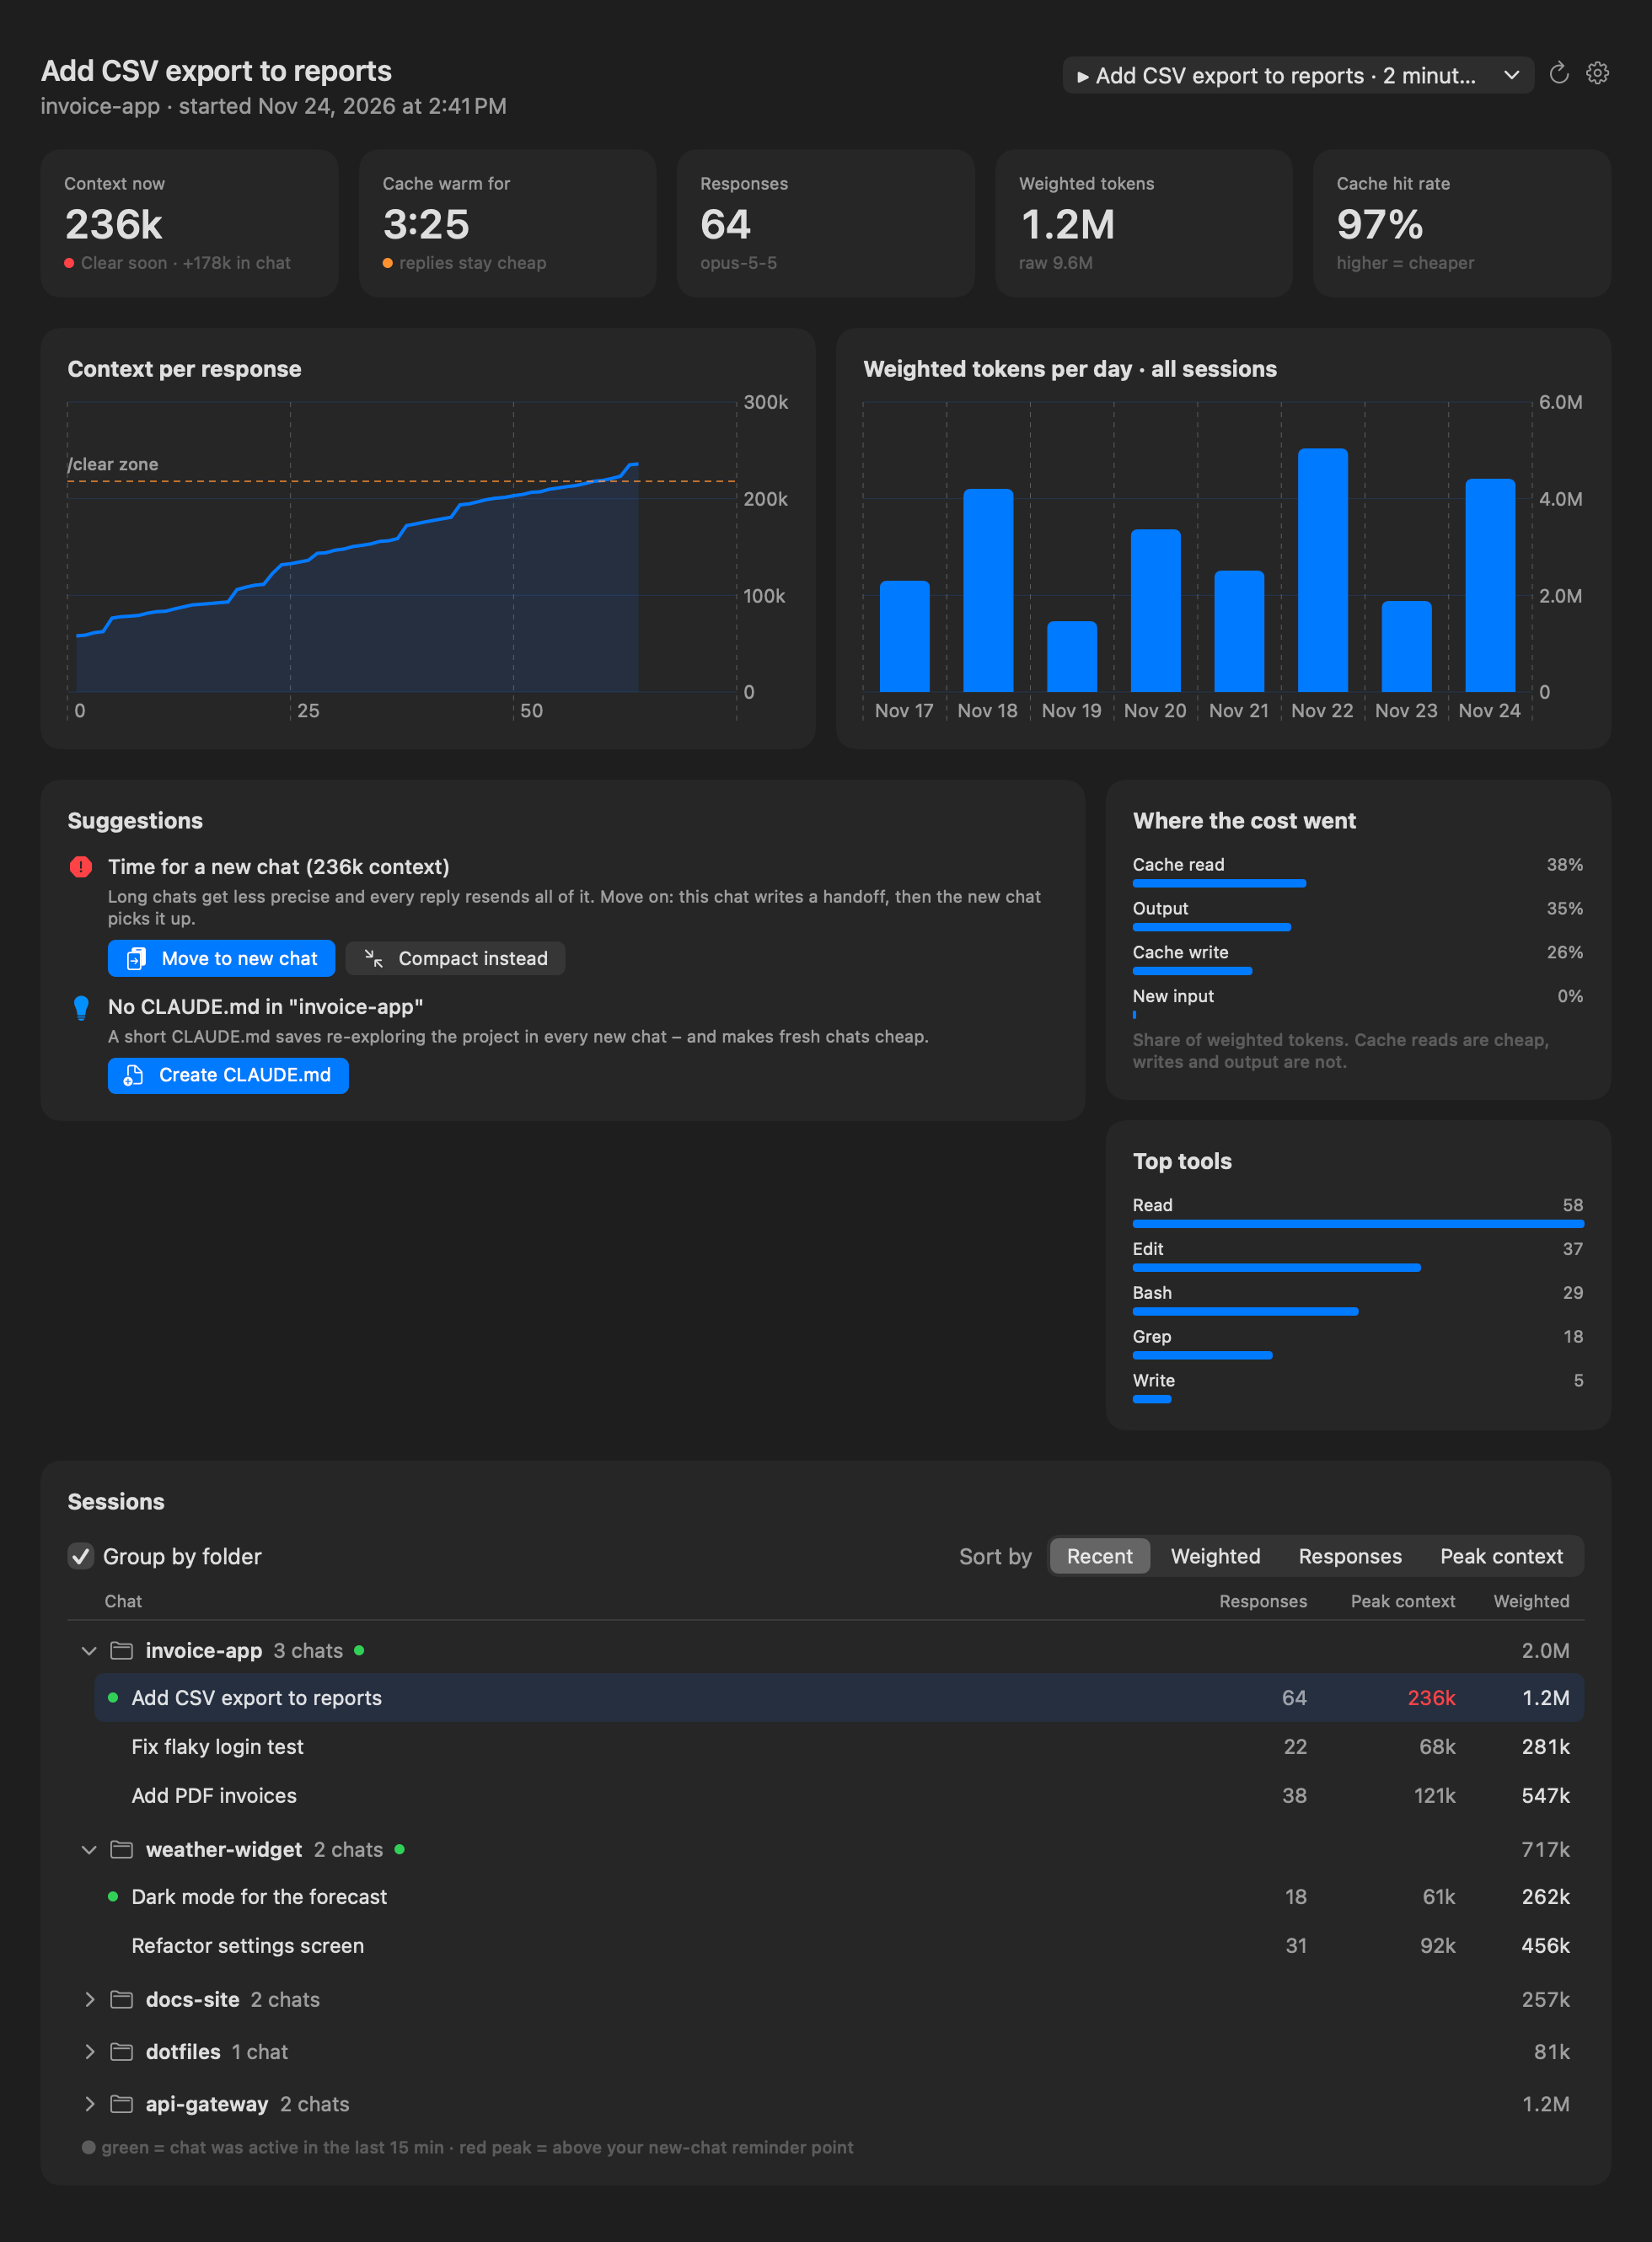 Add CSV export to reports
invoice-app · started Nov 24, 2026 at 2:41 PM
▶ Add CSV export to reports · 2 minut...
Context now
236k
Clear soon · +178k in chat
Cache warm for
3:25
replies stay cheap
Responses
64
opus-5-5
Weighted tokens
1.2M
raw 9.6M
Cache hit rate
97%
higher = cheaper
Context per response
300k
/clear zone
200k
100k
0
0 25 50
Weighted tokens per day · all sessions
6.0M
4.0M
2.0M
0
Nov 17 Nov 18 Nov 19 Nov 20 Nov 21 Nov 22 Nov 23 Nov 24
Suggestions
Time for a new chat (236k context)
Long chats get less precise and every reply resends all of it. Move on: this chat writes a handoff, then the new chat
picks it up.
Move to new chat
Compact instead
No CLAUDE.md in "invoice-app"
A short CLAUDE.md saves re-exploring the project in every new chat – and makes fresh chats cheap.
Create CLAUDE.md
Where the cost went
Cache read 38%
Output 35%
Cache write 26%
New input 0%
Share of weighted tokens. Cache reads are cheap,
writes and output are not.
Top tools
Read 58
Edit 37
Bash 29
Grep 18
Write 5
Sessions
Group by folder
Sort by Recent Weighted Responses Peak context
Chat Responses Peak context Weighted
invoice-app 3 chats 2.0M
Add CSV export to reports 64 236k 1.2M
Fix flaky login test 22 68k 281k
Add PDF invoices 38 121k 547k
weather-widget 2 chats 717k
Dark mode for the forecast 18 61k 262k
Refactor settings screen 31 92k 456k
docs-site 2 chats 257k
dotfiles 1 chat 81k
api-gateway 2 chats 1.2M
green = chat was active in the last 15 min · red peak = above your new-chat reminder point